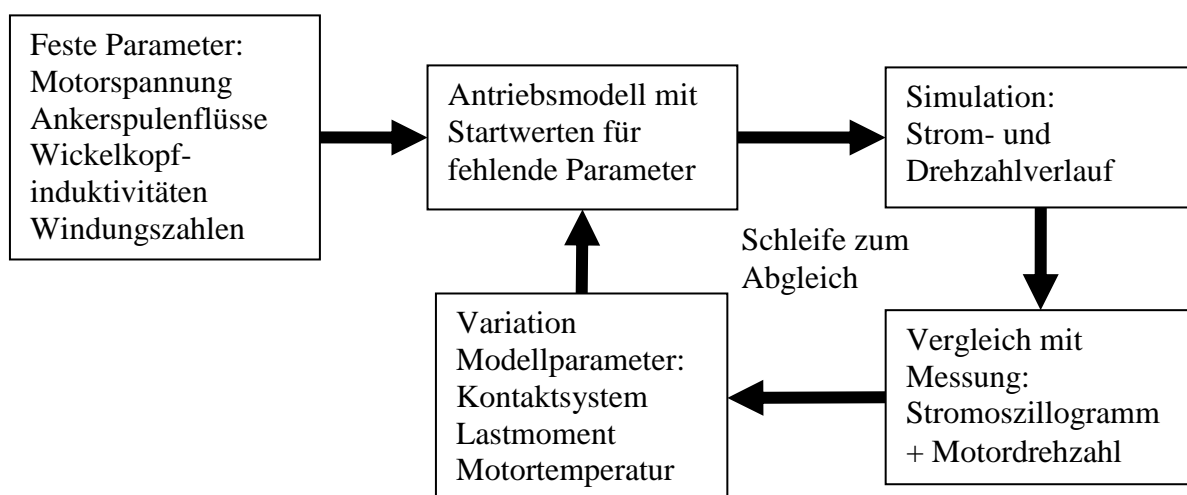 Feste Parameter:
Motorspannung
Ankerspulenflüsse
Wickelkopf-
induktivitäten
Windungszahlen
Antriebsmodell mit
Startwerten für
fehlende Parameter
Simulation:
Strom- und
Drehzahlverlauf
Schleife zum
Abgleich
Vergleich mit
Messung:
Stromoszillogramm
+ Motordrehzahl
Variation
Modellparameter:
Kontaktsystem
Lastmoment
Motortemperatur